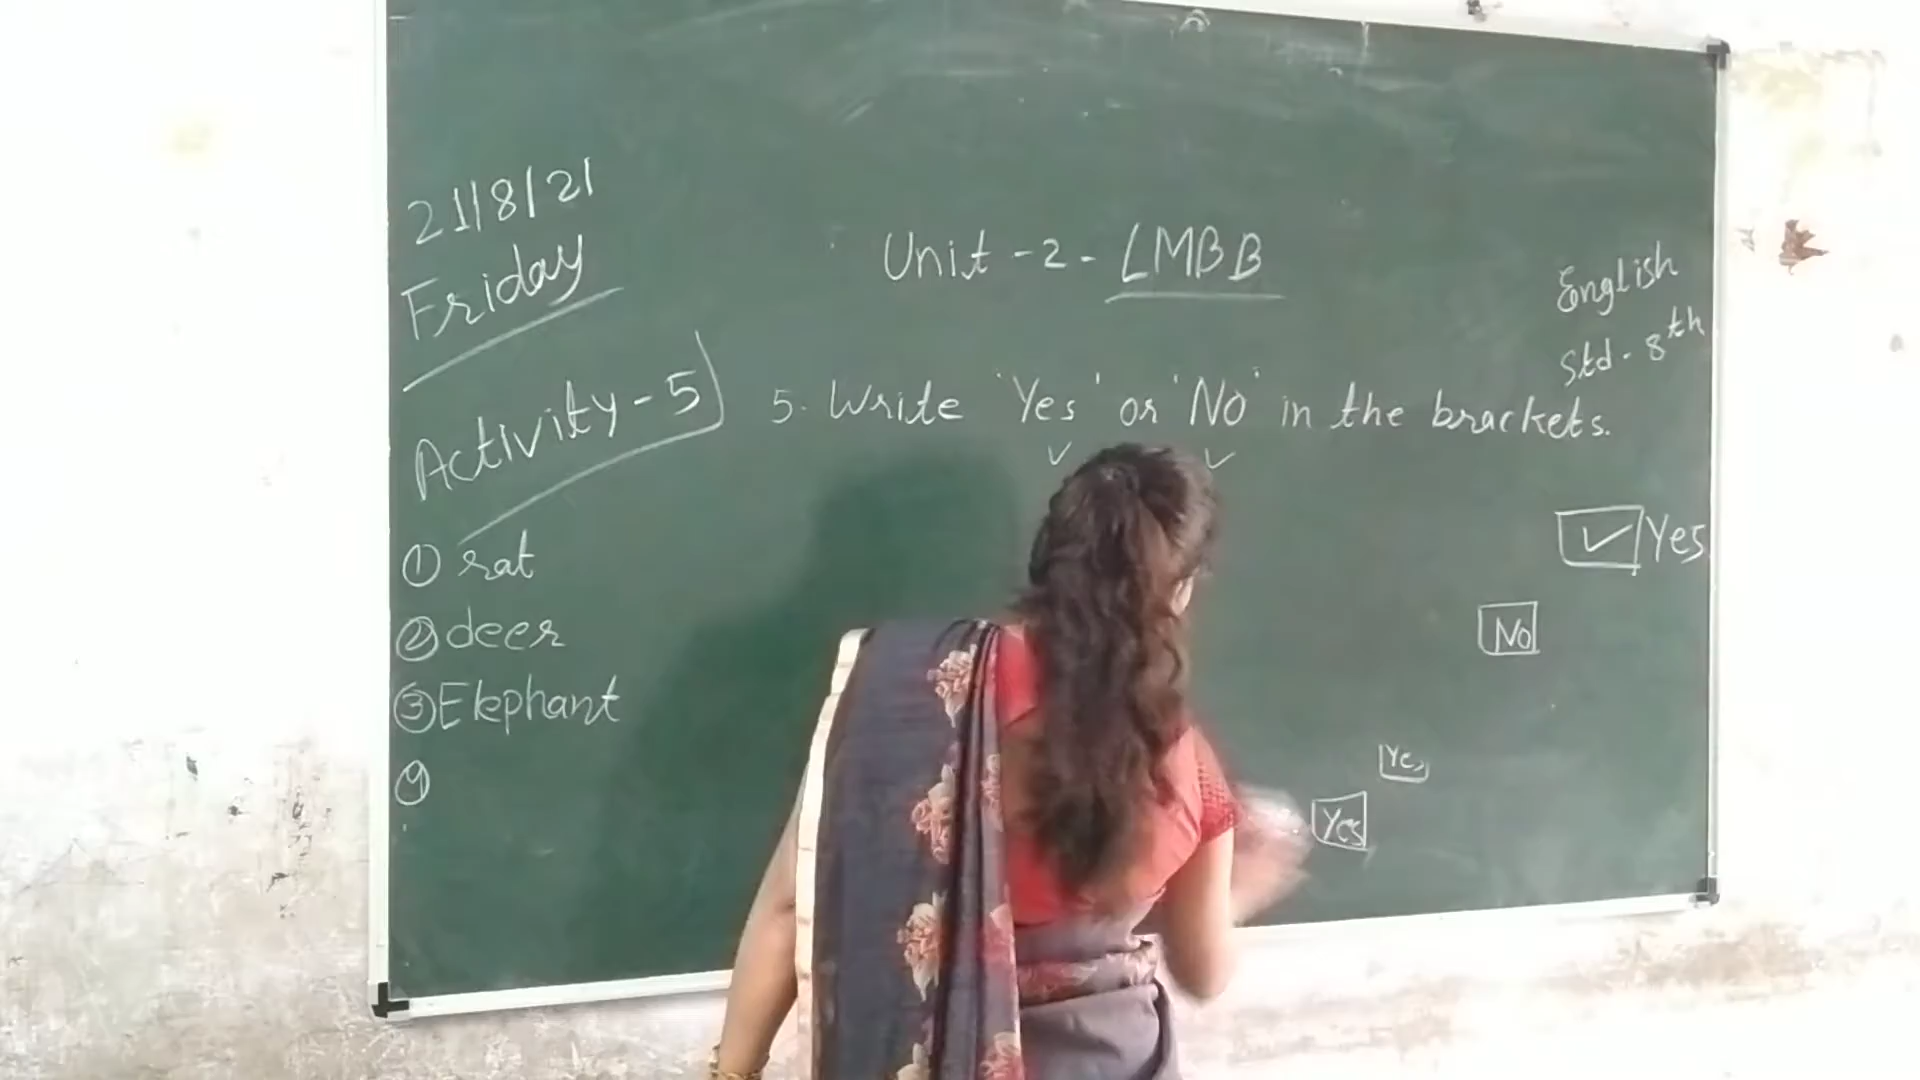 21/8/21
Friday
Unit - 2 - LMBB
English
Std - 8th
Activity - 5
5. Write 'Yes' or 'No' in the brackets.
① rat
✓ Yes
② deer
No
③ Elephant
Yes
④
Yes